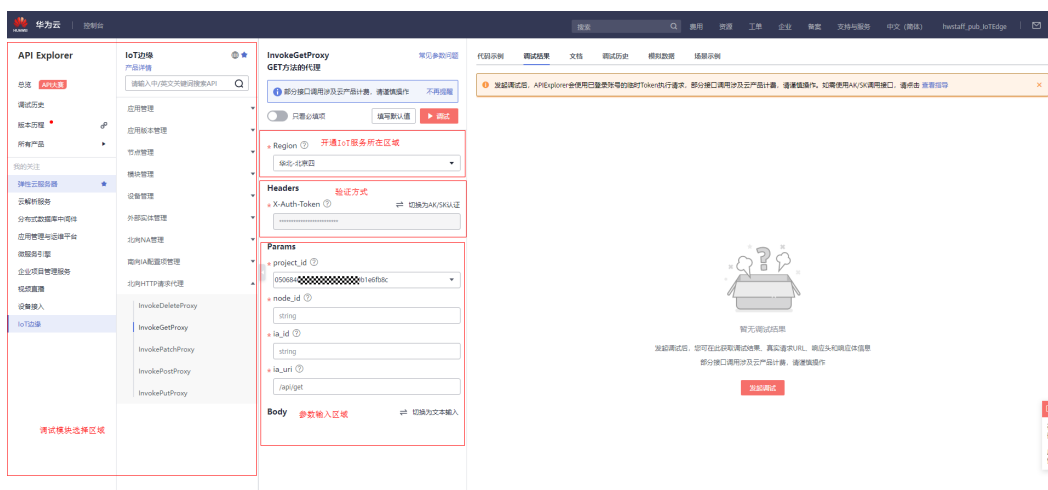 HUAWEI
华为云
控制台
搜索
费用
资源
工单
企业
备案
支持与服务
中文 (简体)
hwstaff_pub_IoTEdge
API Explorer
总览 API大赛
调试历史
版本历程
所有产品
我的关注
弹性云服务器
云解析服务
分布式数据库中间件
应用管理与运维平台
微服务引擎
企业项目管理服务
视频直播
设备接入
IoT边缘
调试模块选择区域
IoT边缘
产品详情
请输入中/英文关键词搜索API
应用管理
应用版本管理
节点管理
模块管理
设备管理
外部实体管理
北向NA管理
南向IA配置项管理
北向HTTP请求代理
InvokeDeleteProxy
InvokeGetProxy
InvokePatchProxy
InvokePostProxy
InvokePutProxy
InvokeGetProxy
常见参数问题
GET方法的代理
部分接口调用涉及云产品计费，请谨慎操作 不再提醒
只看必填项
填写默认值
调试
* Region 开通IoT服务所在区域
华北-北京四
Headers 验证方式
* X-Auth-Token 切换为AK/SK认证
************************
Params
* project_id
050684 b1e6fb8c
* node_id
string
* ia_id
string
* ia_uri
/api/get
Body 参数输入区域 切换为文本输入
代码示例
调试结果
文档
调试历史
模拟数据
场景示例
发起调试后，APIExplorer会使用已登录账号的临时Token执行请求，部分接口调用涉及云产品计费，请谨慎操作。如需使用AK/SK调用接口，请点击 查看指导
暂无调试结果
发起调试后，您可在此获取调试结果、真实请求URL、响应头和响应体信息
部分接口调用涉及云产品计费，请谨慎操作
发起调试